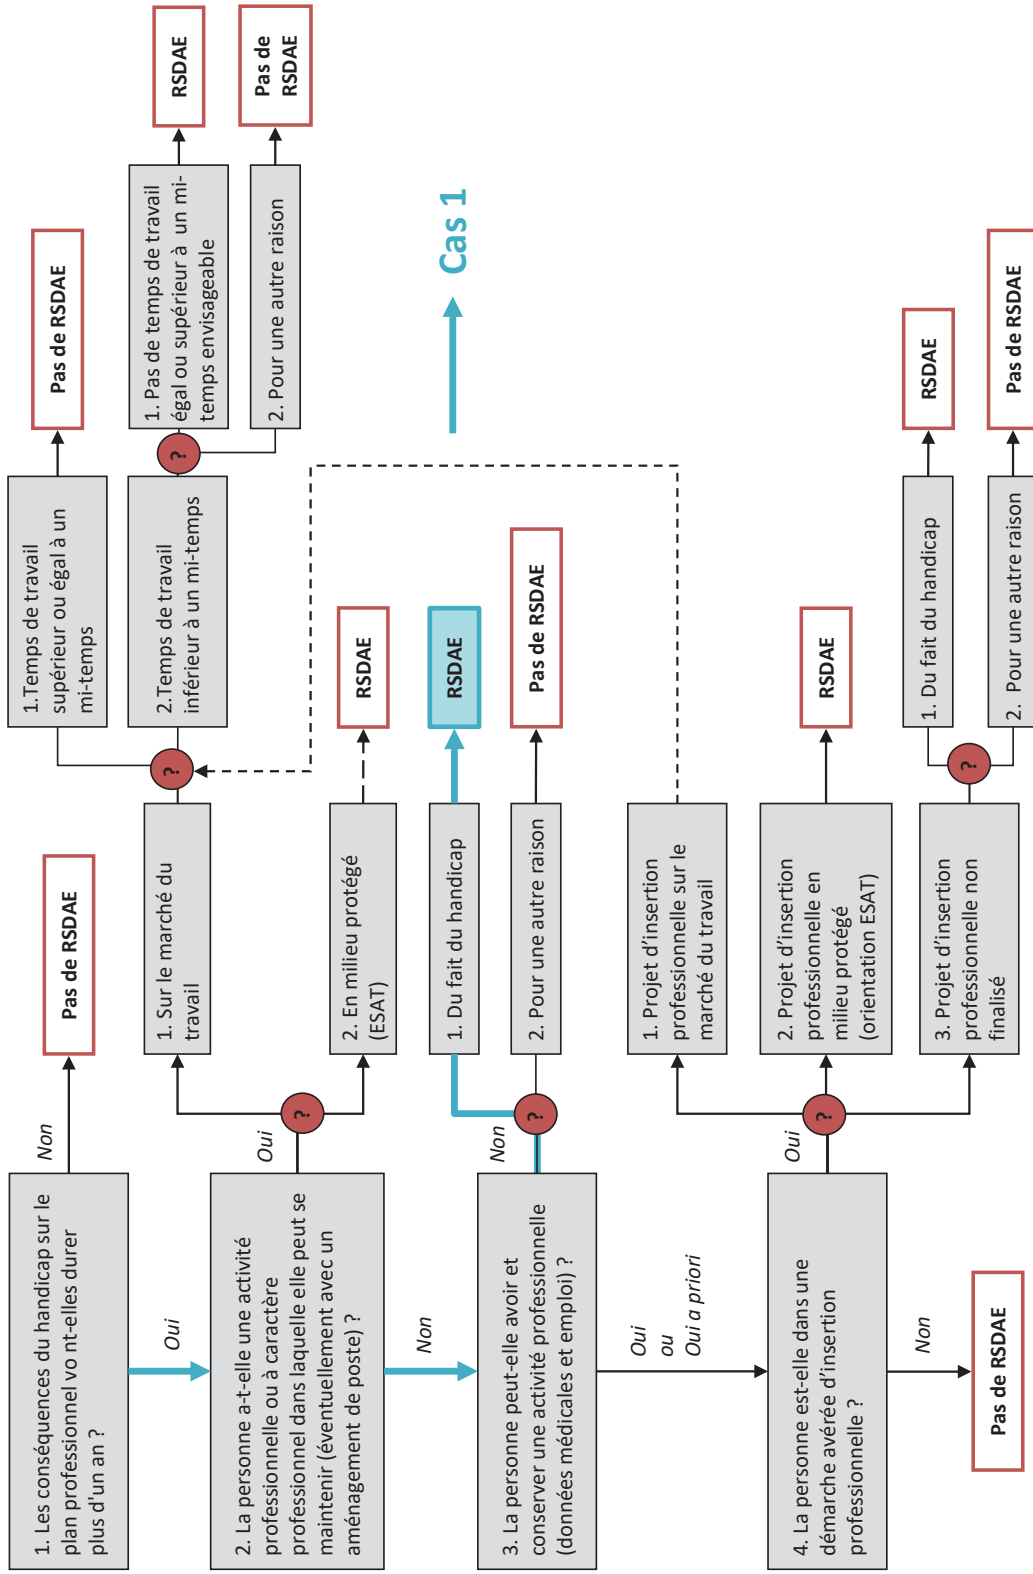 1. Les conséquences du handicap sur le
plan professionnel vo nt-elles durer
plus d'un an ?
Non
Pas de RSDAE
Oui
2. La personne a-t-elle une activité
professionnelle ou à caractère
professionnel dans laquelle elle peut se
maintenir (éventuellement avec un
aménagement de poste) ?
Oui
?
1. Sur le marché du
travail
?
1.Temps de travail
supérieur ou égal à un
mi-temps
Pas de RSDAE
2.Temps de travail
inférieur à un mi-temps
?
1. Pas de temps de travail
égal ou supérieur à un mi-
temps envisageable
RSDAE
2. Pour une autre raison
Pas de
RSDAE
2. En milieu protégé
(ESAT)
RSDAE
Non
3. La personne peut-elle avoir et
conserver une activité professionnelle
(données médicales et emploi) ?
Non
?
1. Du fait du handicap
RSDAE
Cas 1
2. Pour une autre raison
Pas de RSDAE
Oui
ou
Oui a priori
4. La personne est-elle dans une
démarche avérée d'insertion
professionnelle ?
Oui
?
1. Projet d'insertion
professionnelle sur le
marché du travail
2. Projet d'insertion
professionnelle en
milieu protégé
(orientation ESAT)
RSDAE
3. Projet d'insertion
professionnelle non
finalisé
?
1. Du fait du handicap
RSDAE
2. Pour une autre raison
Pas de RSDAE
Non
Pas de RSDAE